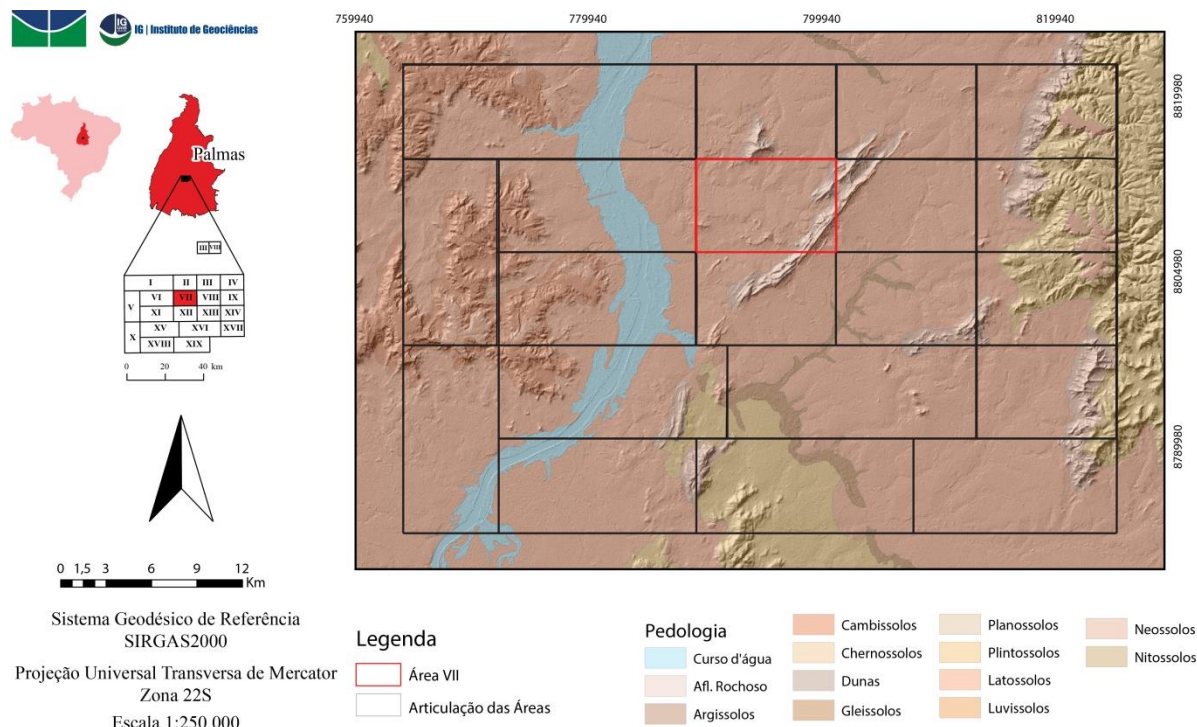 IG | Instituto de Geociências
759940 779940 799940 819940
8819980
8804980
8789980
Palmas
III VIII
I II III IV
V VI VII VIII IX
XI XII XIII XIV
X XV XVI XVII
XVIII XIX
0 20 40 km
0 1,5 3 6 9 12 Km
Sistema Geodésico de Referência
SIRGAS2000
Projeção Universal Transversa de Mercator
Zona 22S
Escala 1:250.000
Legenda
Área VII
Articulação das Áreas
Pedologia
Curso d'água
Afl. Rochoso
Argissolos
Cambissolos
Chernossolos
Dunas
Gleissolos
Planossolos
Plintossolos
Latossolos
Luvissolos
Neossolos
Nitossolos